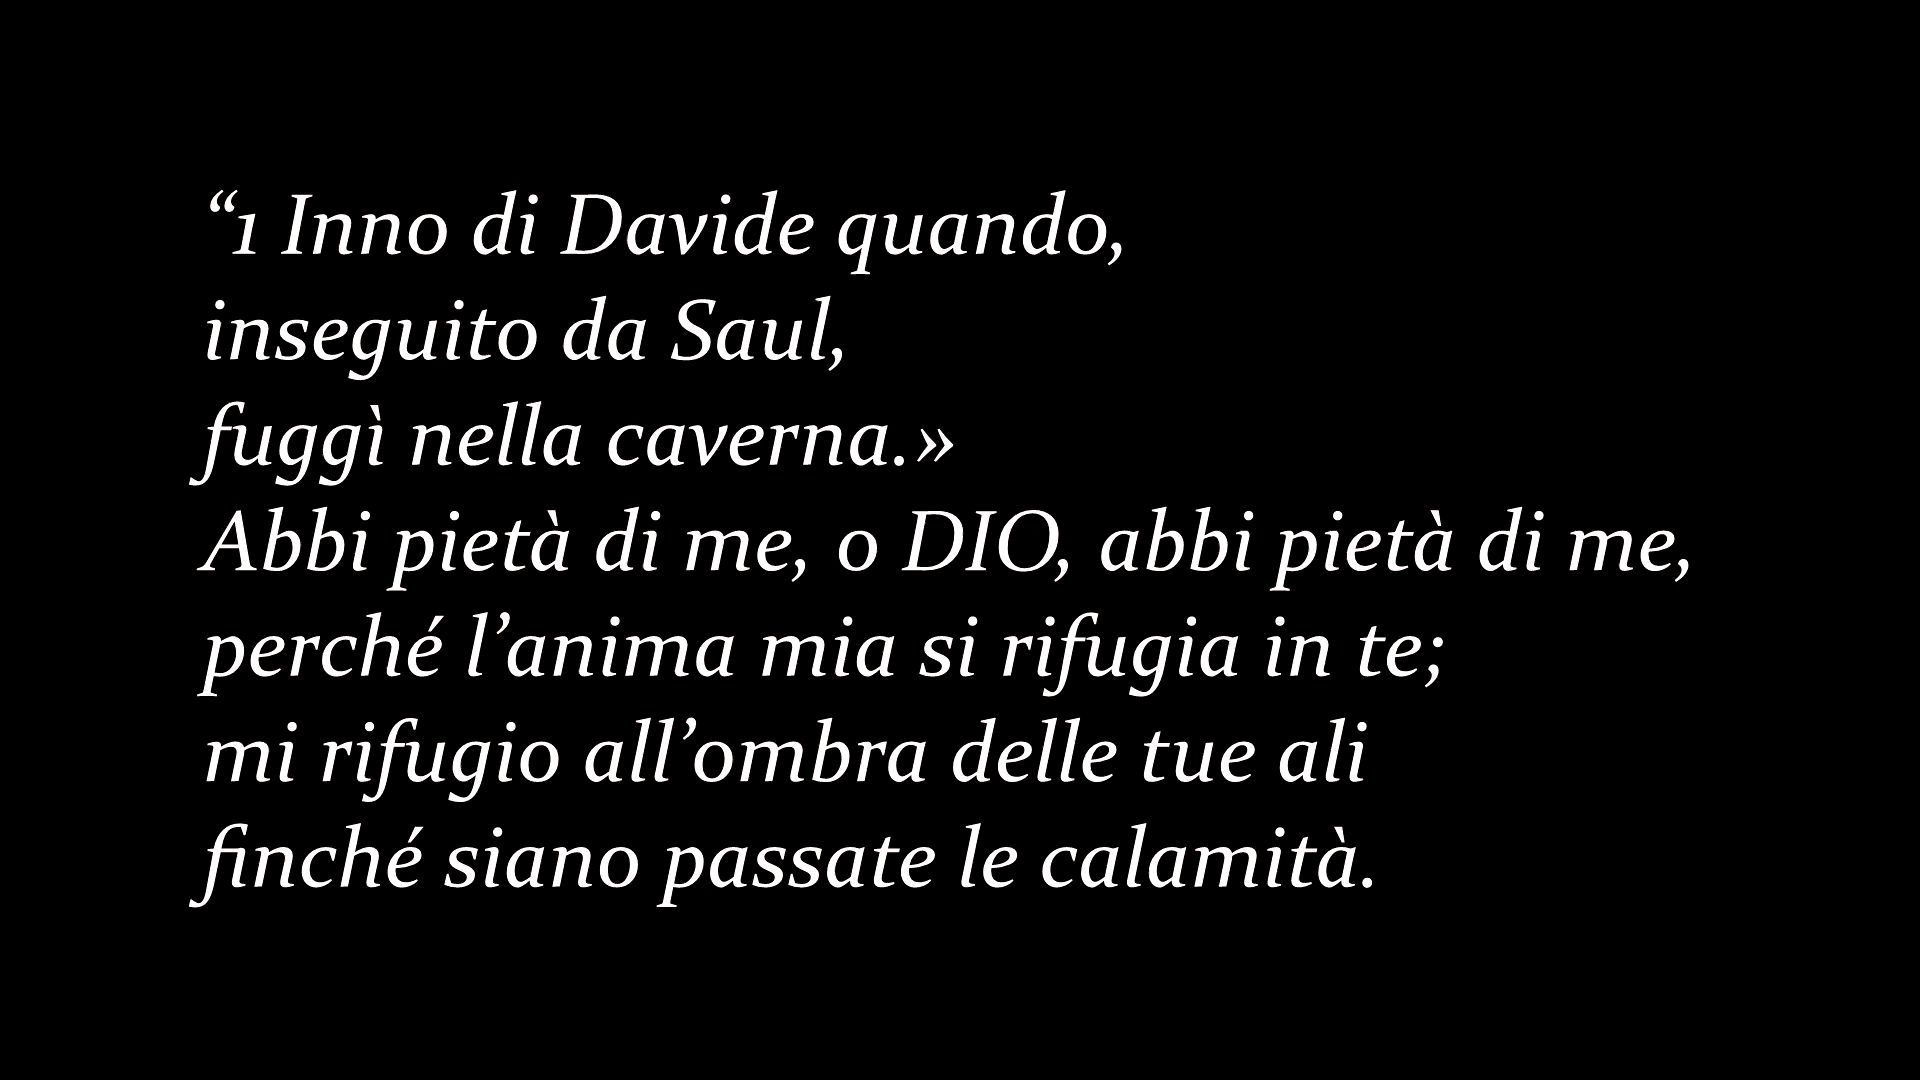 “1 Inno di Davide quando,
inseguito da Saul,
fuggì nella caverna.»
Abbi pietà di me, o DIO, abbi pietà di me,
perché l’anima mia si rifugia in te;
mi rifugio all’ombra delle tue ali
finché siano passate le calamità.